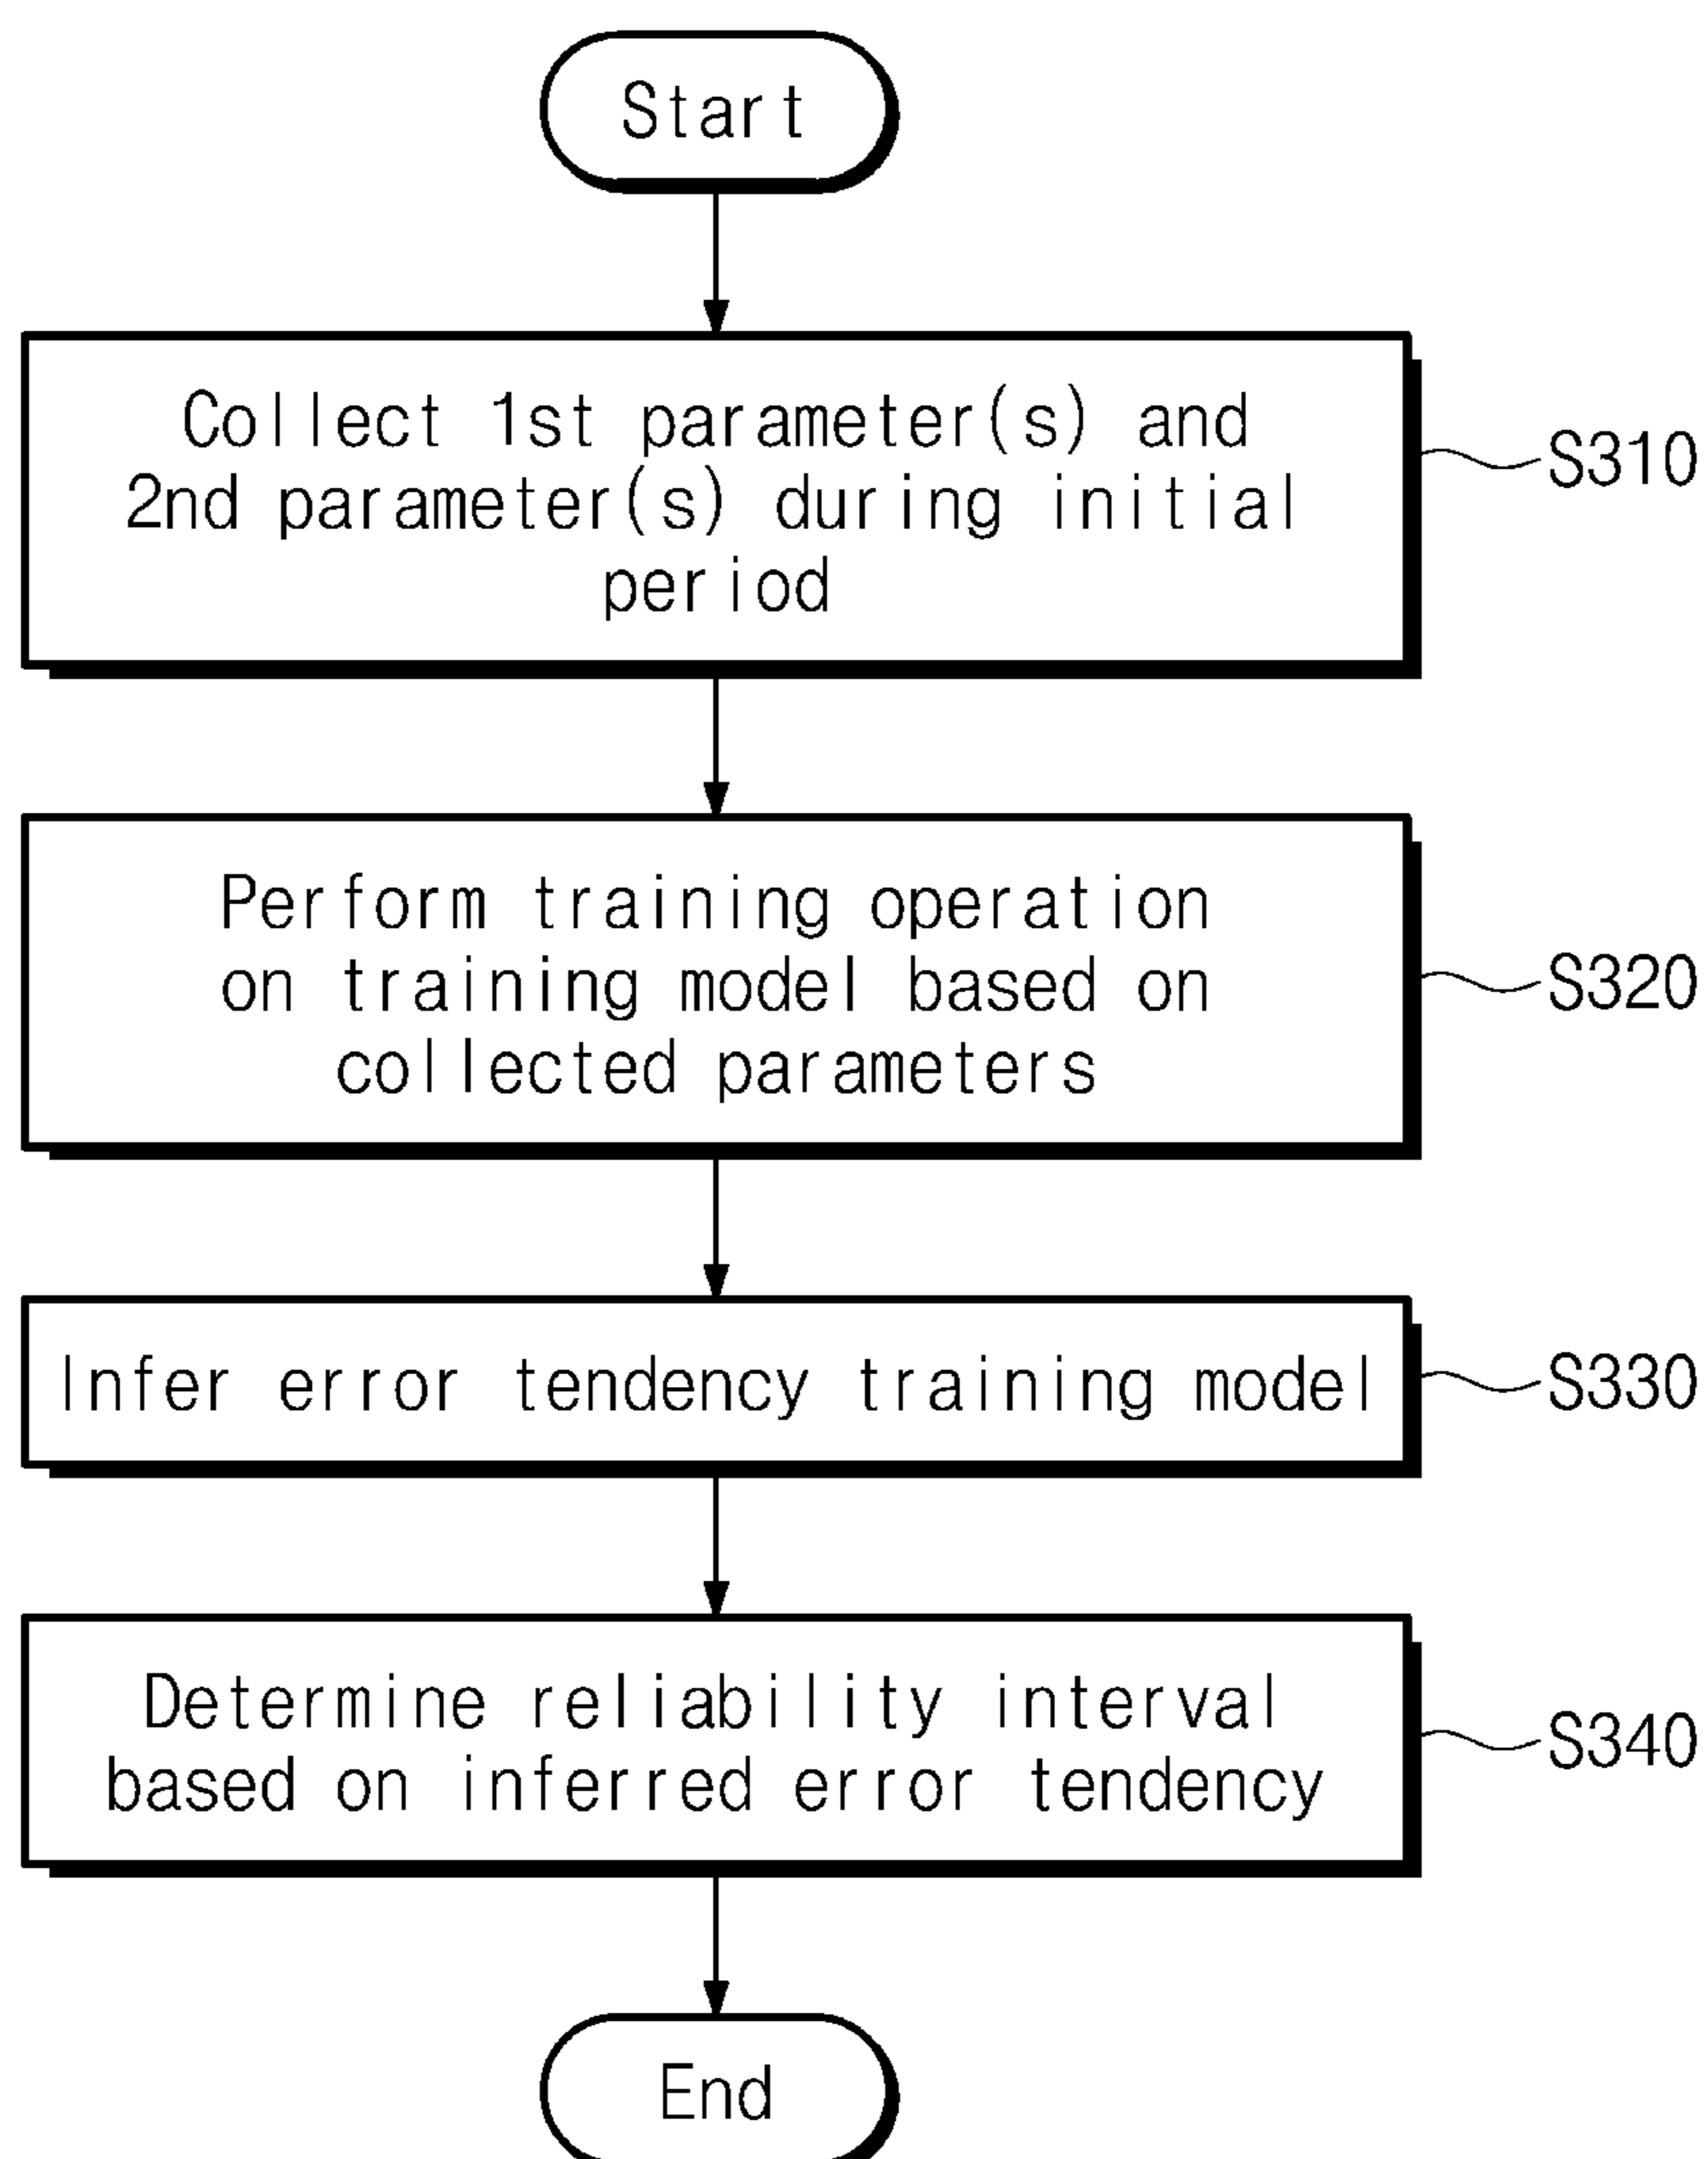 Start
Collect 1st parameter(s) and
2nd parameter(s) during initial
period
S310
Perform training operation
on training model based on
collected parameters
S320
Infer error tendency training model
S330
Determine reliability interval
based on inferred error tendency
S340
End